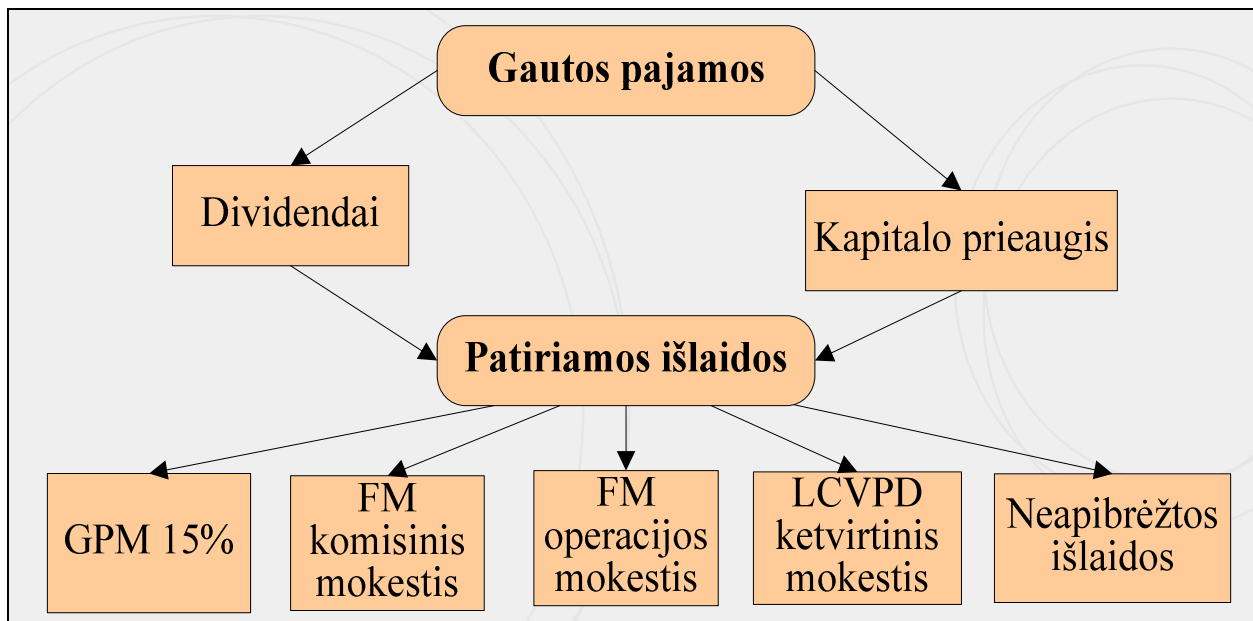 Gautos pajamos
Dividendai
Kapitalo prieaugis
Patiriamos išlaidos
GPM 15%
FM
komisinis
mokestis
FM
operacijos
mokestis
LCVPD
ketvirtinis
mokestis
Neapibrėžtos
išlaidos